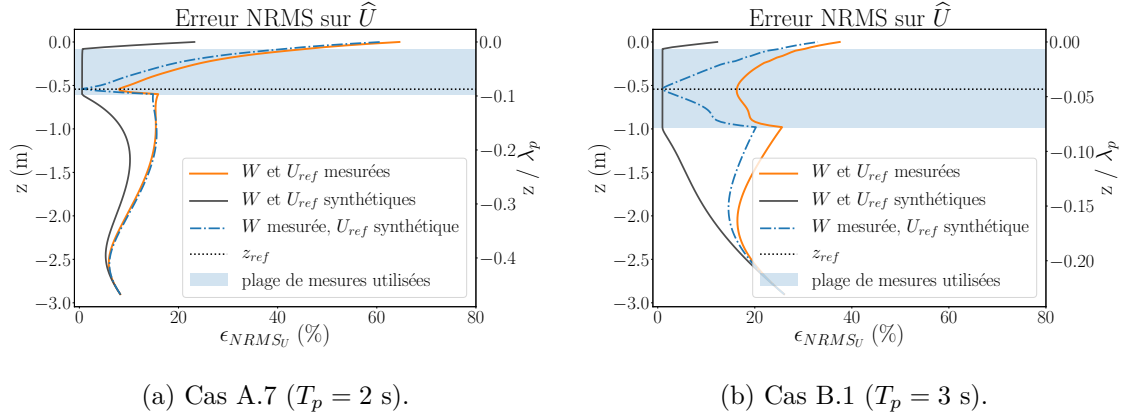 Erreur NRMS sur $\widehat{U}$
0.0
−0.5
−1.0
−1.5
−2.0
−2.5
−3.0
z (m)
0.00
−0.1
−0.2
−0.3
−0.4
z / λ_p
W et U_ref mesurées
W et U_ref synthétiques
W mesurée, U_ref synthétique
z_ref
plage de mesures utilisées
0 20 40 60 80
ϵ_NRMS_U (%)
(a) Cas A.7 (T_p = 2 s).
Erreur NRMS sur $\widehat{U}$
0.0
−0.5
−1.0
−1.5
−2.0
−2.5
−3.0
z (m)
0.00
−0.05
−0.10
−0.15
−0.20
z / λ_p
W et U_ref mesurées
W et U_ref synthétiques
W mesurée, U_ref synthétique
z_ref
plage de mesures utilisées
0 20 40 60 80
ϵ_NRMS_U (%)
(b) Cas B.1 (T_p = 3 s).